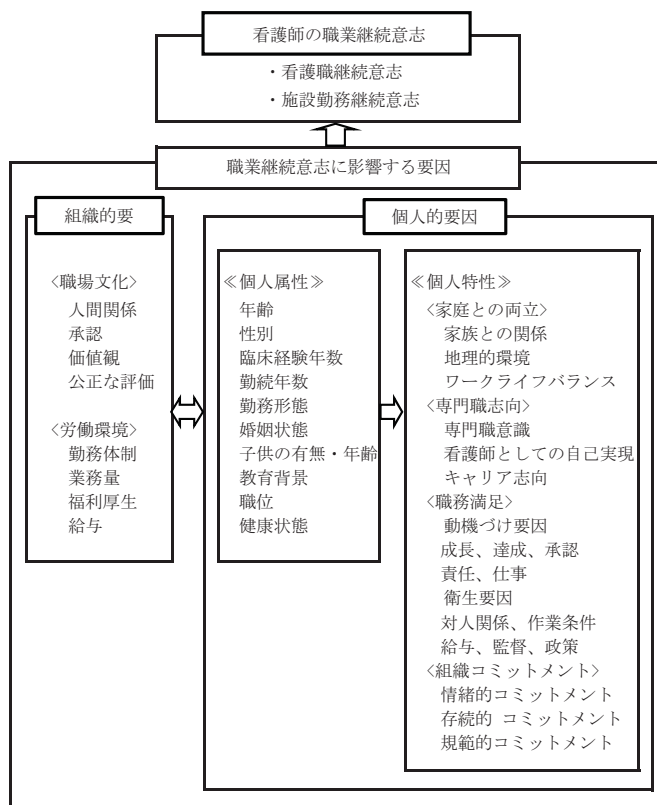 看護師の職業継続意志
・看護職継続意志
・施設勤務継続意志
職業継続意志に影響する要因
組織的要
〈職場文化〉
人間関係
承認
価値観
公正な評価
〈労働環境〉
勤務体制
業務量
福利厚生
給与
個人的要因
≪個人属性≫
年齢
性別
臨床経験年数
勤続年数
勤務形態
婚姻状態
子供の有無・年齢
教育背景
職位
健康状態
≪個人特性≫
〈家庭との両立〉
家族との関係
地理的環境
ワークライフバランス
〈専門職志向〉
専門職意識
看護師としての自己実現
キャリア志向
〈職務満足〉
動機づけ要因
成長、達成、承認
責任、仕事
衛生要因
対人関係、作業条件
給与、監督、政策
〈組織コミットメント〉
情緒的コミットメント
存続的 コミットメント
規範的コミットメント